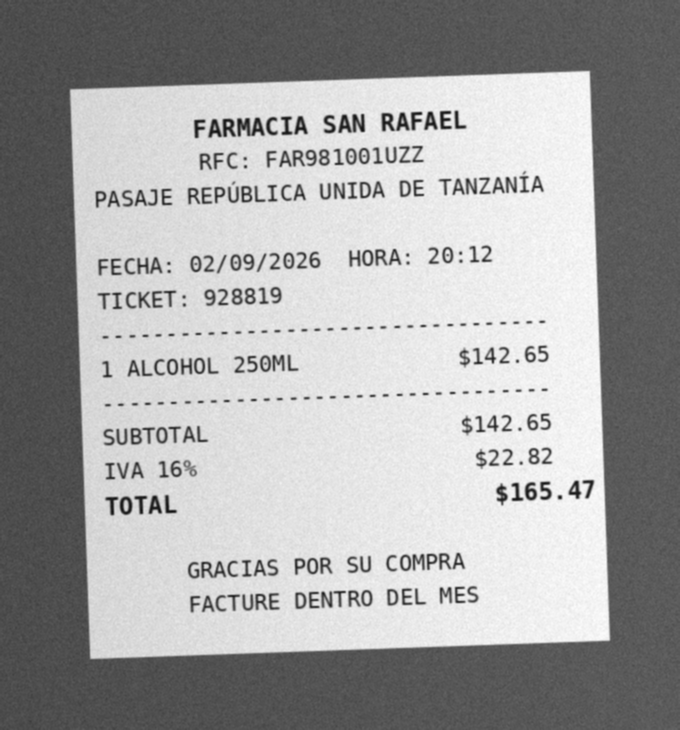 FARMACIA SAN RAFAEL
RFC: FAR981001UZZ
PASAJE REPÚBLICA UNIDA DE TANZANÍA
FECHA: 02/09/2026 HORA: 20:12
TICKET: 928819
----------------------------------
1 ALCOHOL 250ML $142.65
----------------------------------
SUBTOTAL $142.65
IVA 16% $22.82
TOTAL $165.47
GRACIAS POR SU COMPRA
FACTURE DENTRO DEL MES